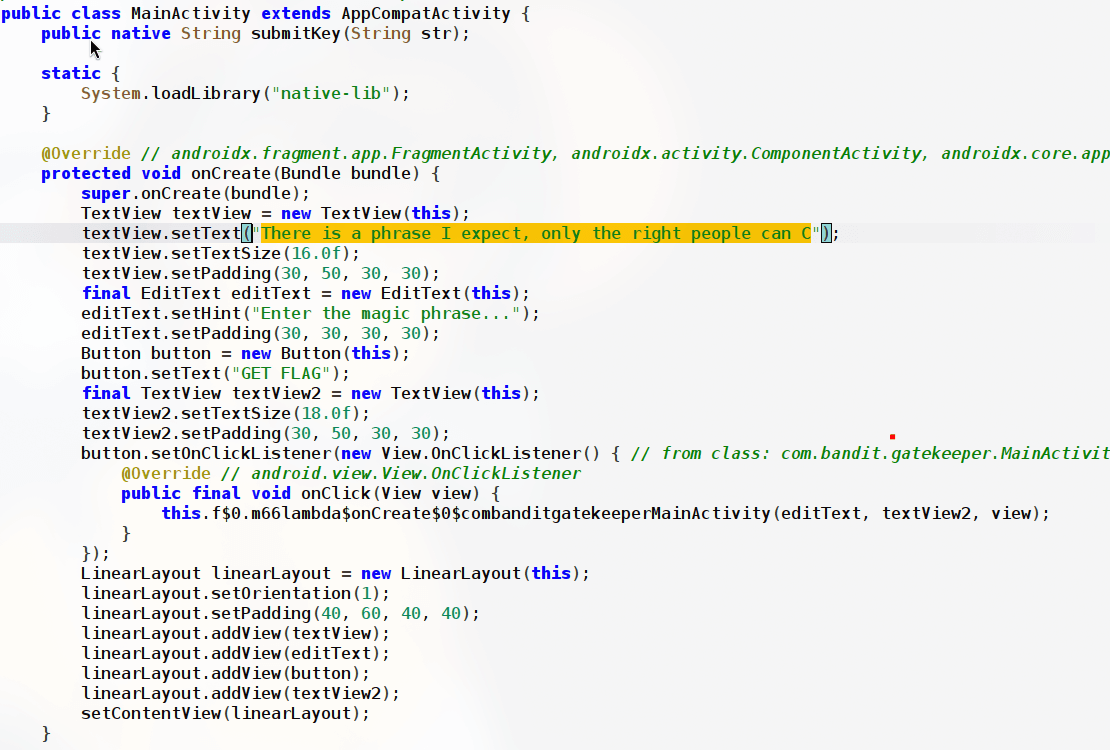 public class MainActivity extends AppCompatActivity {
    public native String submitKey(String str);

    static {
        System.loadLibrary("native-lib");
    }

    @Override // androidx.fragment.app.FragmentActivity, androidx.activity.ComponentActivity, androidx.core.app
    protected void onCreate(Bundle bundle) {
        super.onCreate(bundle);
        TextView textView = new TextView(this);
        textView.setText("There is a phrase I expect, only the right people can C");
        textView.setTextSize(16.0f);
        textView.setPadding(30, 50, 30, 30);
        final EditText editText = new EditText(this);
        editText.setHint("Enter the magic phrase...");
        editText.setPadding(30, 30, 30, 30);
        Button button = new Button(this);
        button.setText("GET FLAG");
        final TextView textView2 = new TextView(this);
        textView2.setTextSize(18.0f);
        textView2.setPadding(30, 50, 30, 30);
        button.setOnClickListener(new View.OnClickListener() { // from class: com.bandit.gatekeeper.MainActivit
            @Override // android.view.View.OnClickListener
            public final void onClick(View view) {
                this.f$0.m66lambda$onCreate$0$combanditgatekeeperMainActivity(editText, textView2, view);
            }
        });
        LinearLayout linearLayout = new LinearLayout(this);
        linearLayout.setOrientation(1);
        linearLayout.setPadding(40, 60, 40, 40);
        linearLayout.addView(textView);
        linearLayout.addView(editText);
        linearLayout.addView(button);
        linearLayout.addView(textView2);
        setContentView(linearLayout);
    }